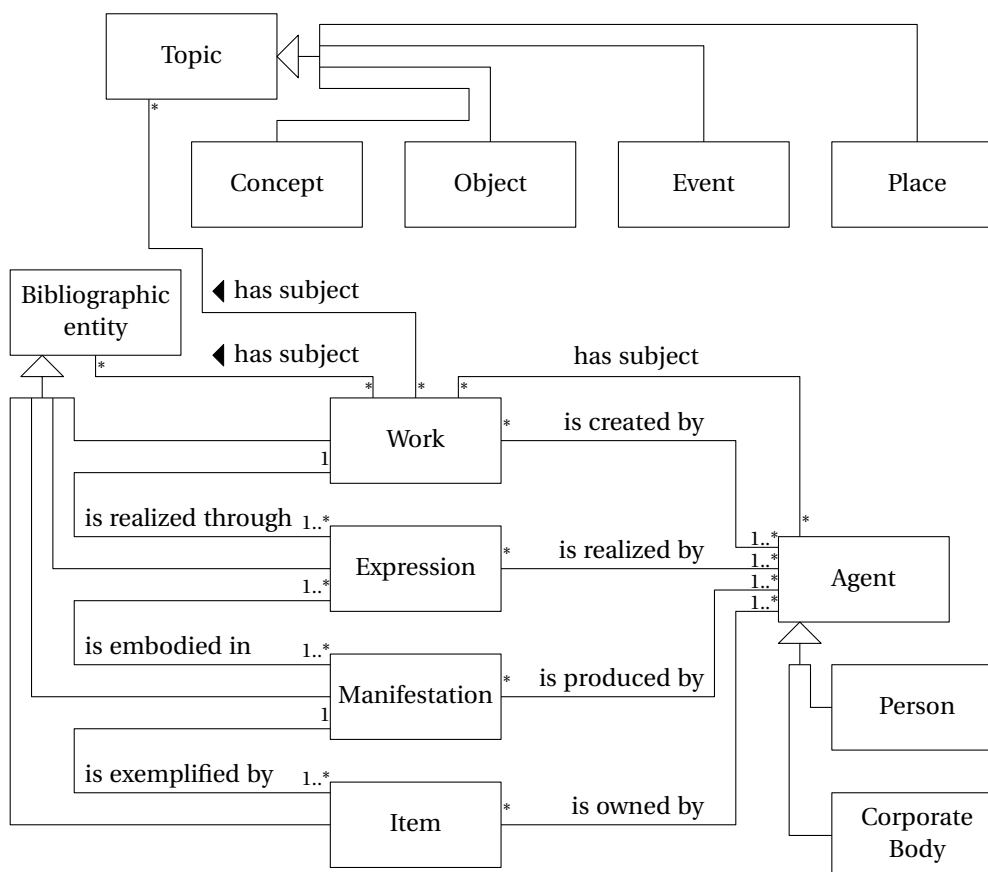 Topic
*
Concept
Object
Event
Place
Bibliographic
entity
◀ has subject
◀ has subject
has subject
*
*
*
*
Work
*
is created by
1
is realized through
1..*
*
Expression
*
is realized by
1..*
1..*
1..*
1..*
1..*
Agent
is embodied in
1..*
Manifestation
*
is produced by
1
Person
is exemplified by
1..*
Item
*
is owned by
Corporate
Body